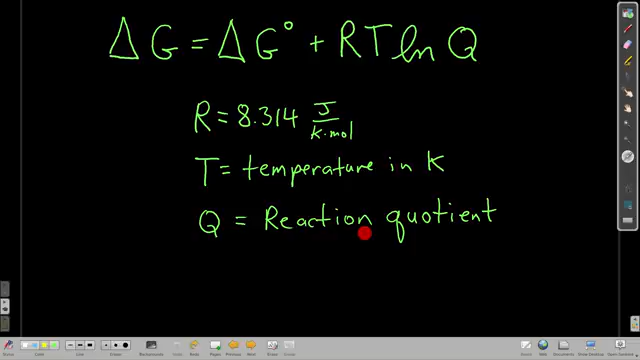 ΔG = ΔG° + RT ln Q
R = 8.314 J/K·mol
T = temperature in K
Q = Reaction quotient